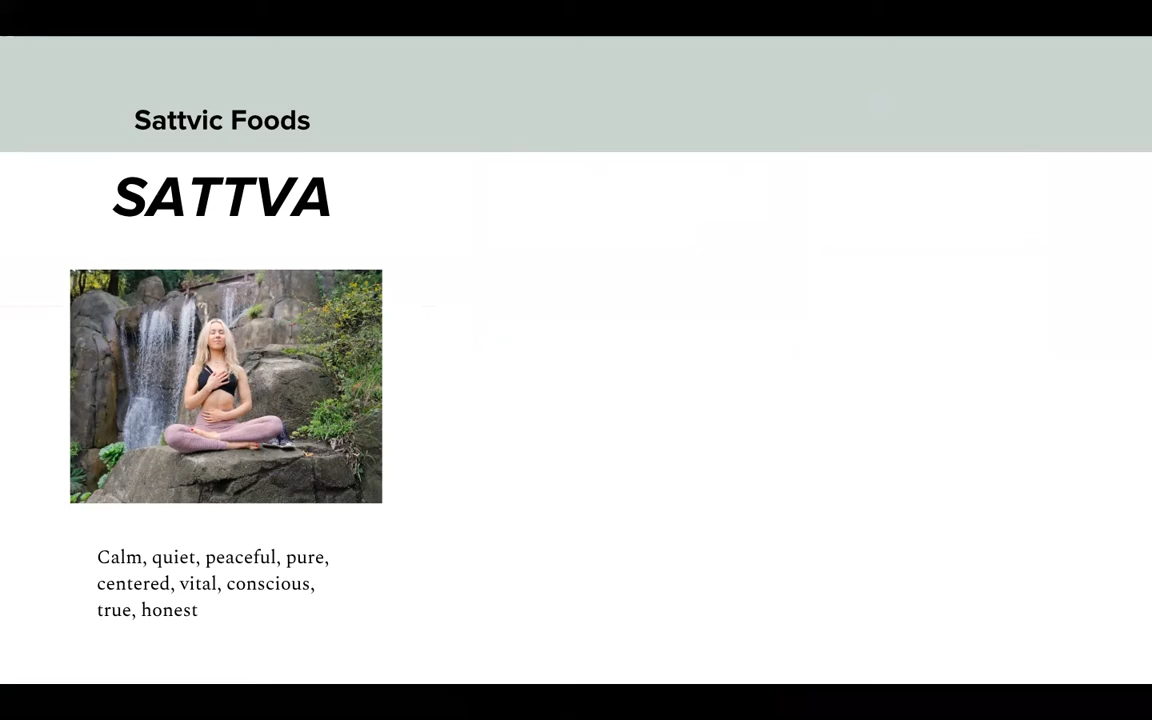 Sattvic Foods
SATTVA
Calm, quiet, peaceful, pure,
centered, vital, conscious,
true, honest